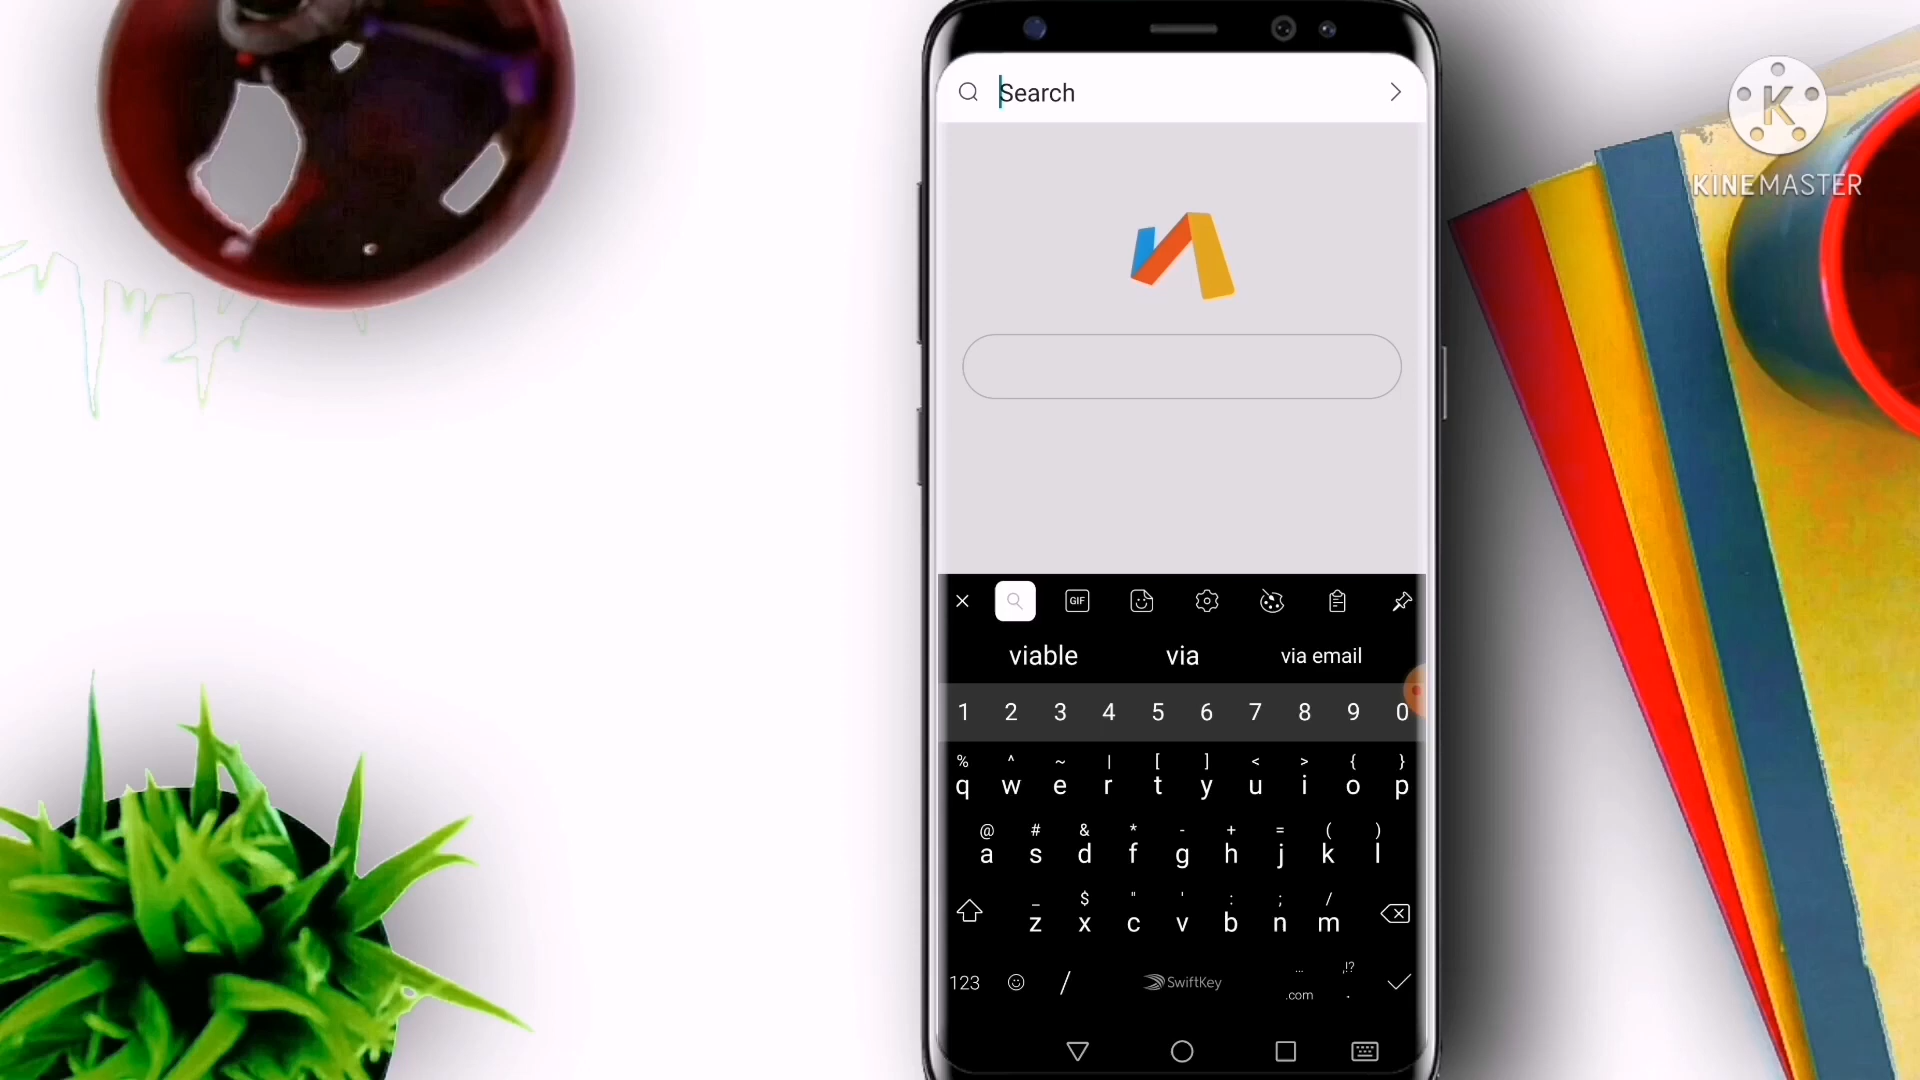 Search
KINEMASTER
K
GIF
viable via via email
1 2 3 4 5 6 7 8 9 0
% ^ ~ | [ ] < > { }
q w e r t y u i o p
@ # & * - + = ( )
a s d f g h j k l
_ $ " ' : ; /
z x c v b n m
... ,!?
123 / SwiftKey .com .